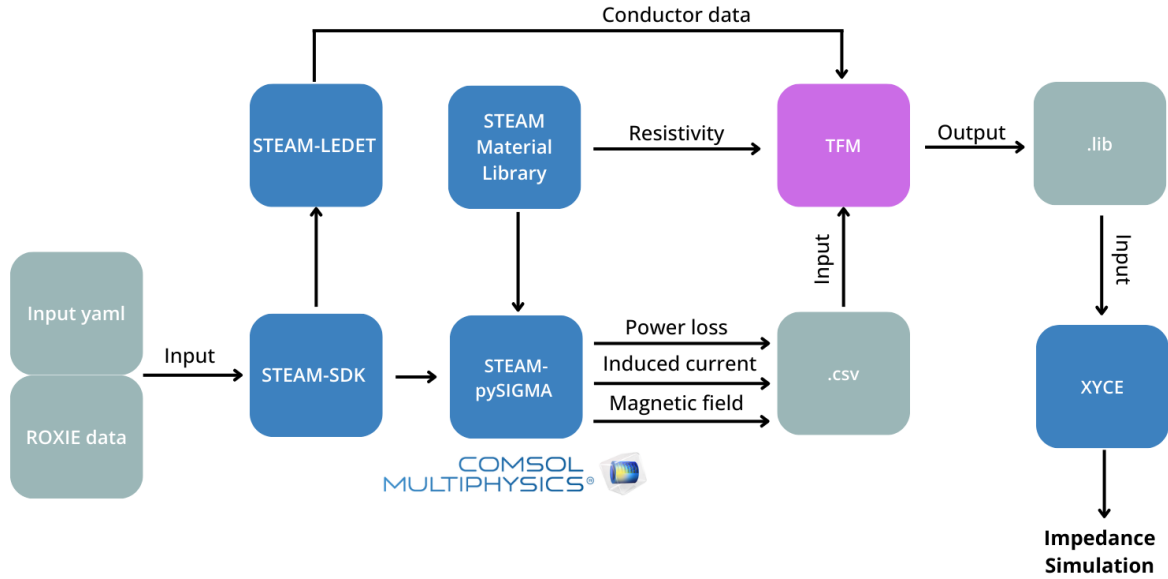 Conductor data
STEAM-LEDET
STEAM
Material
Library
Resistivity
TFM
Output
.lib
Input
Input
Input yaml
ROXIE data
Input
STEAM-SDK
STEAM-
pySIGMA
Power loss
Induced current
Magnetic field
.csv
XYCE
COMSOL
MULTIPHYSICS®
Impedance
Simulation